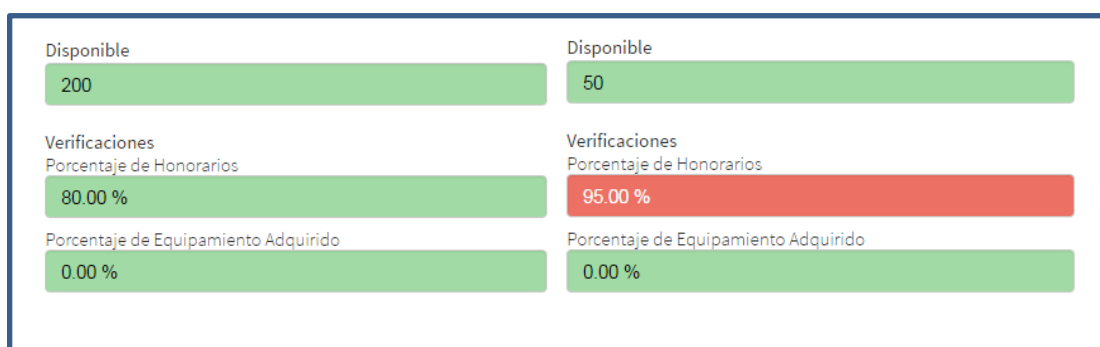 Disponible
200
Verificaciones
Porcentaje de Honorarios
80.00 %
Porcentaje de Equipamiento Adquirido
0.00 %
Disponible
50
Verificaciones
Porcentaje de Honorarios
95.00 %
Porcentaje de Equipamiento Adquirido
0.00 %